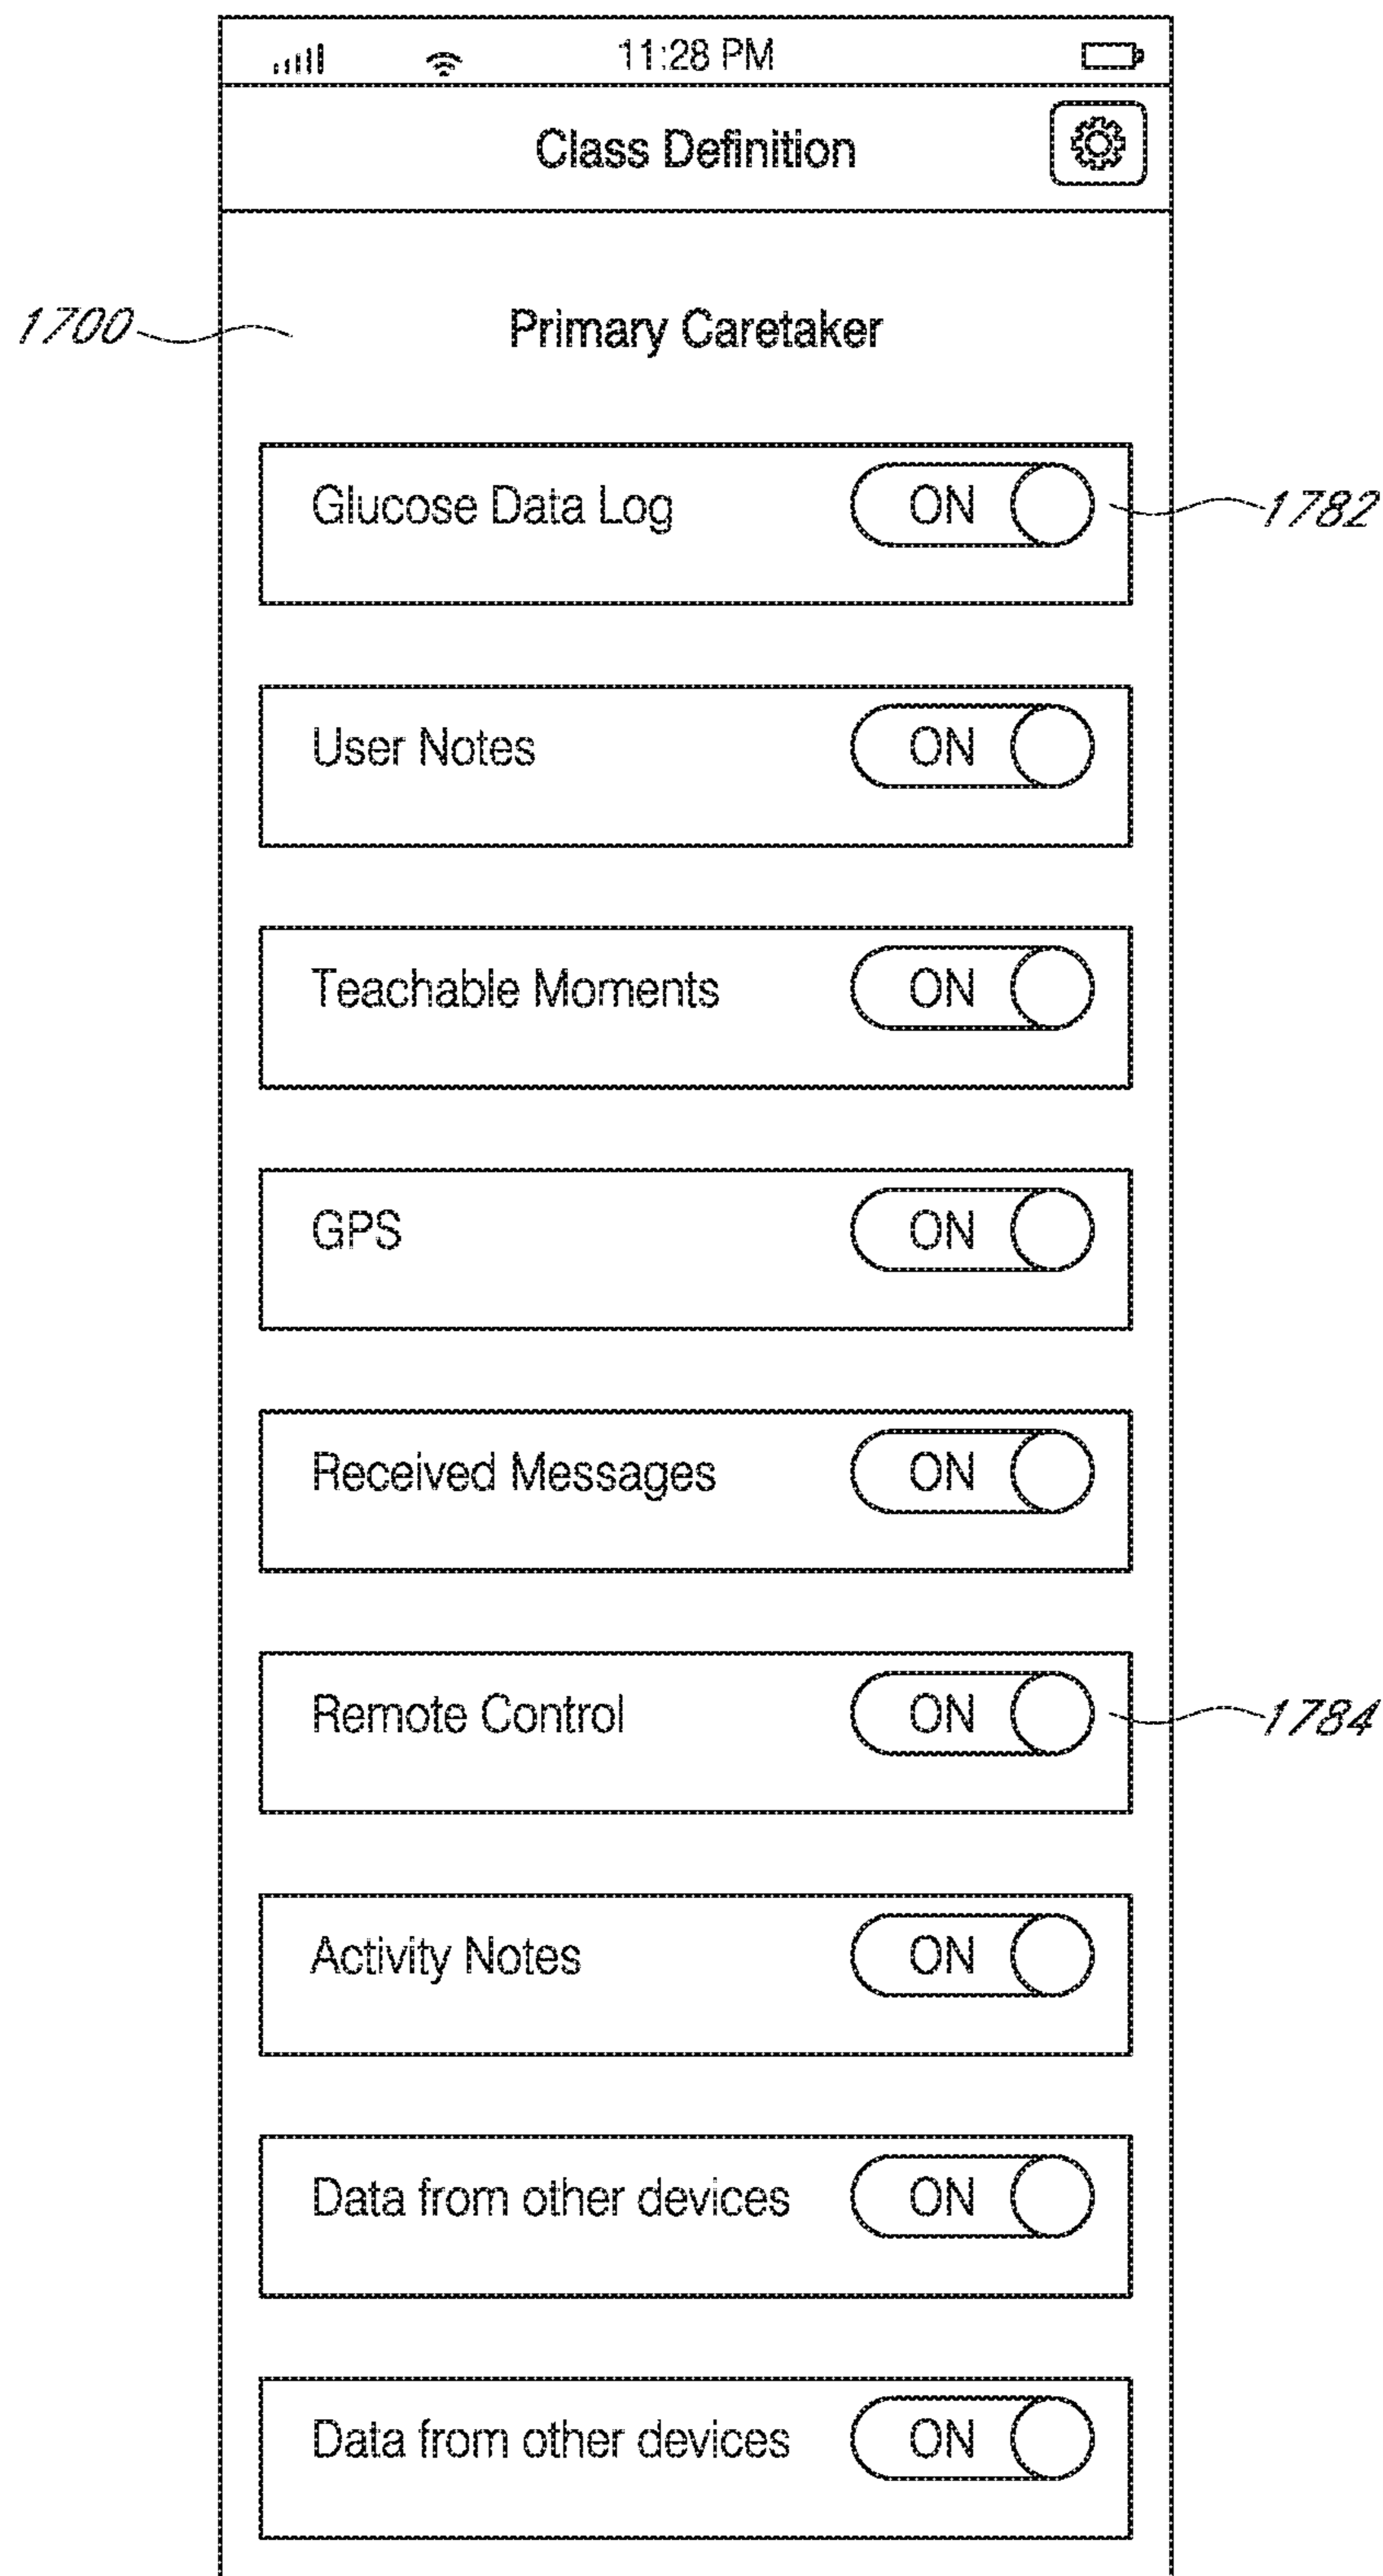 11:28 PM
Class Definition
1700
Primary Caretaker
Glucose Data Log ON 1782
User Notes ON
Teachable Moments ON
GPS ON
Received Messages ON
Remote Control ON 1784
Activity Notes ON
Data from other devices ON
Data from other devices ON